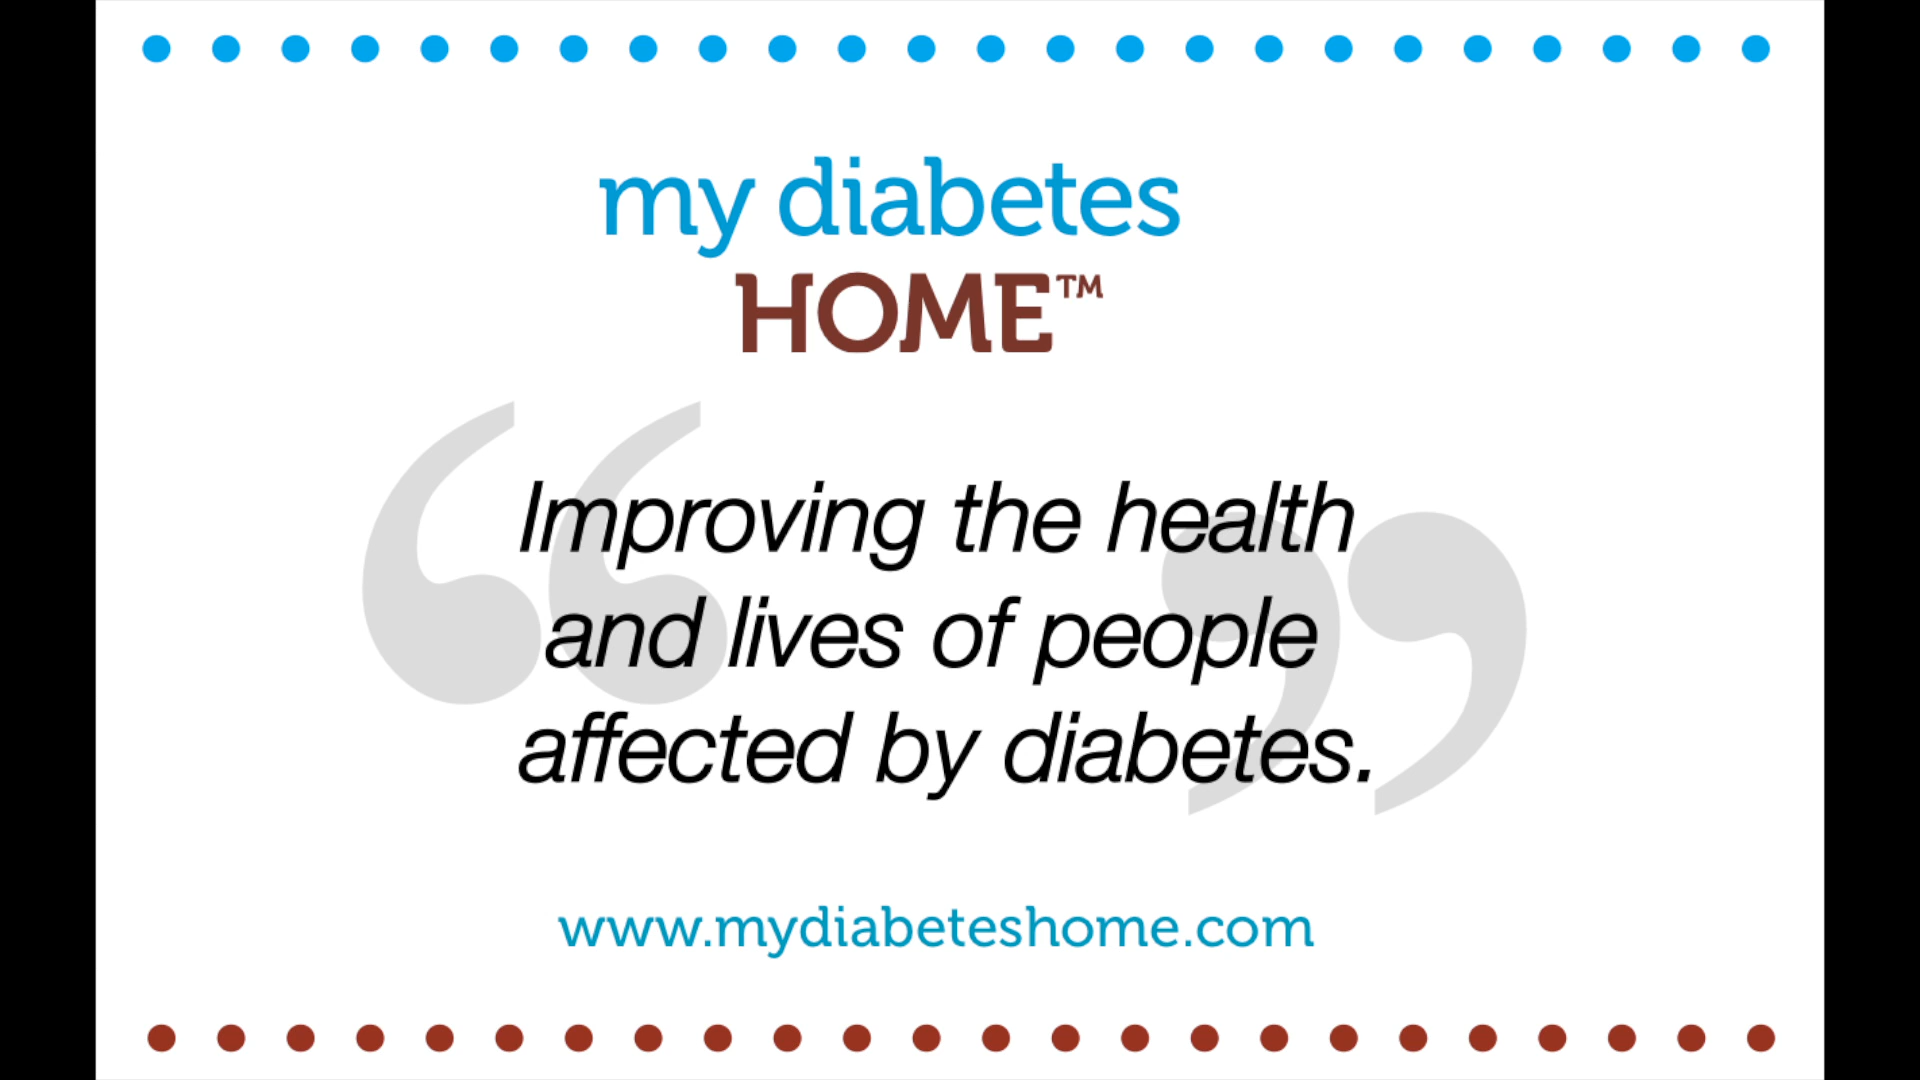 my diabetes
HOME™
Improving the health
and lives of people
affected by diabetes.
www.mydiabeteshome.com